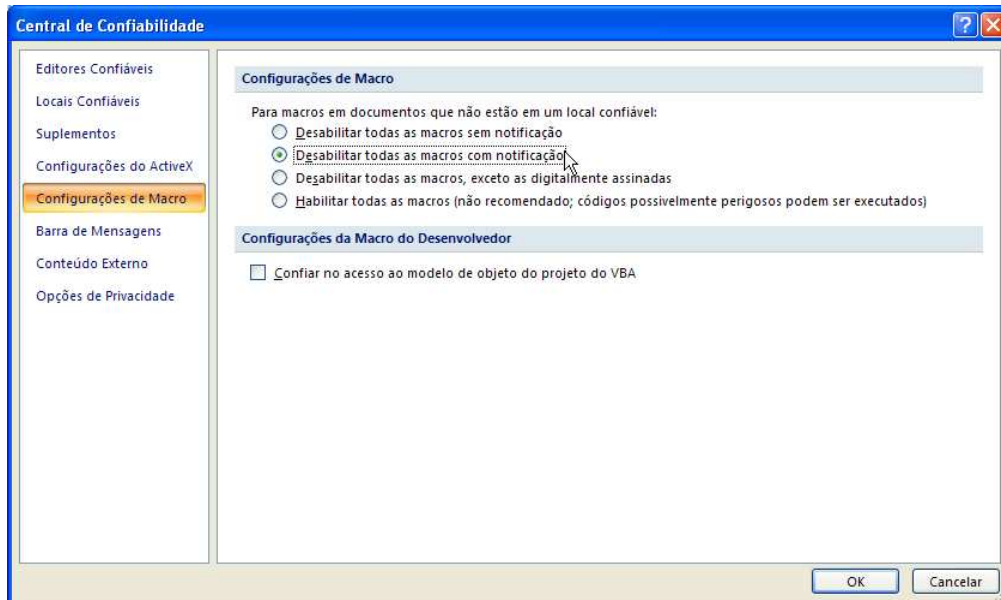 Central de Confiabilidade
Editores Confiáveis
Locais Confiáveis
Suplementos
Configurações do ActiveX
Configurações de Macro
Barra de Mensagens
Conteúdo Externo
Opções de Privacidade
Configurações de Macro
Para macros em documentos que não estão em um local confiável:
Desabilitar todas as macros sem notificação
Desabilitar todas as macros com notificação
Desabilitar todas as macros, exceto as digitalmente assinadas
Habilitar todas as macros (não recomendado; códigos possivelmente perigosos podem ser executados)
Configurações da Macro do Desenvolvedor
Confiar no acesso ao modelo de objeto do projeto do VBA
OK
Cancelar